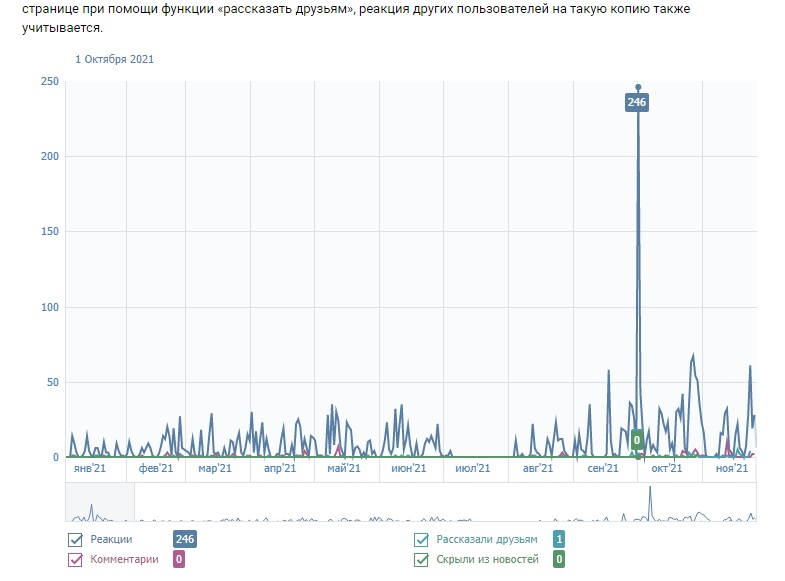 странице при помощи функции «рассказать друзьям», реакция других пользователей на такую копию также
учитывается.
1 Октября 2021
250
246
200
150
100
50
0
0
янв'21 фев'21 мар'21 апр'21 май'21 июн'21 июл'21 авг'21 сен'21 окт'21 ноя'21
Реакции 246 Рассказали друзьям 1
Комментарии 0 Скрыли из новостей 0